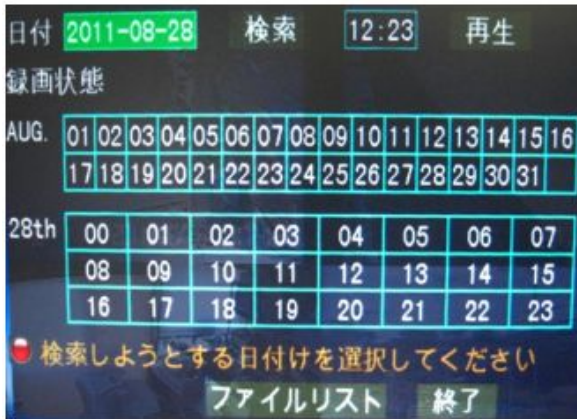 日付 2011-08-28 検索 12:23 再生
録画状態
AUG. 01 02 03 04 05 06 07 08 09 10 11 12 13 14 15 16
17 18 19 20 21 22 23 24 25 26 27 28 29 30 31
28th 00 01 02 03 04 05 06 07
08 09 10 11 12 13 14 15
16 17 18 19 20 21 22 23
検索しようとする日付けを選択してください
ファイルリスト 終了